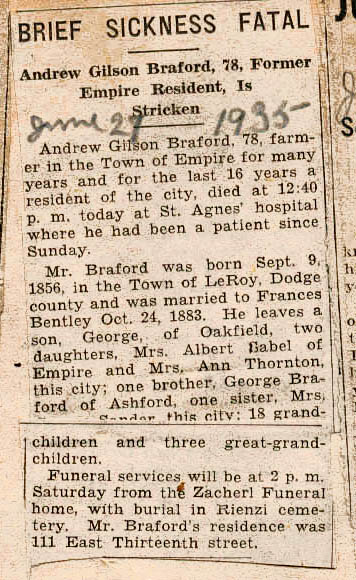 BRIEF SICKNESS FATAL
Andrew Gilson Braford, 78, Former
Empire Resident, Is
Stricken
June 27 1935
Andrew Gilson Braford, 78, farm-
er in the Town of Empire for many
years and for the last 16 years a
resident of the city, died at 12:40
p. m. today at St. Agnes' hospital
where he had been a patient since
Sunday.
Mr. Braford was born Sept. 9,
1856, in the Town of LeRoy, Dodge
county and was married to Frances
Bentley Oct. 24, 1883. He leaves a
son, George, of Oakfield, two
daughters, Mrs. Albert Babel of
Empire and Mrs. Ann Thornton,
this city; one brother, George Bra-
ford of Ashford, one sister, Mrs.
this city; 18 grand-
children and three great-grand-
children.
Funeral services will be at 2 p. m.
Saturday from the Zacherl Funeral
home, with burial in Rienzi ceme-
tery. Mr. Braford's residence was
111 East Thirteenth street.